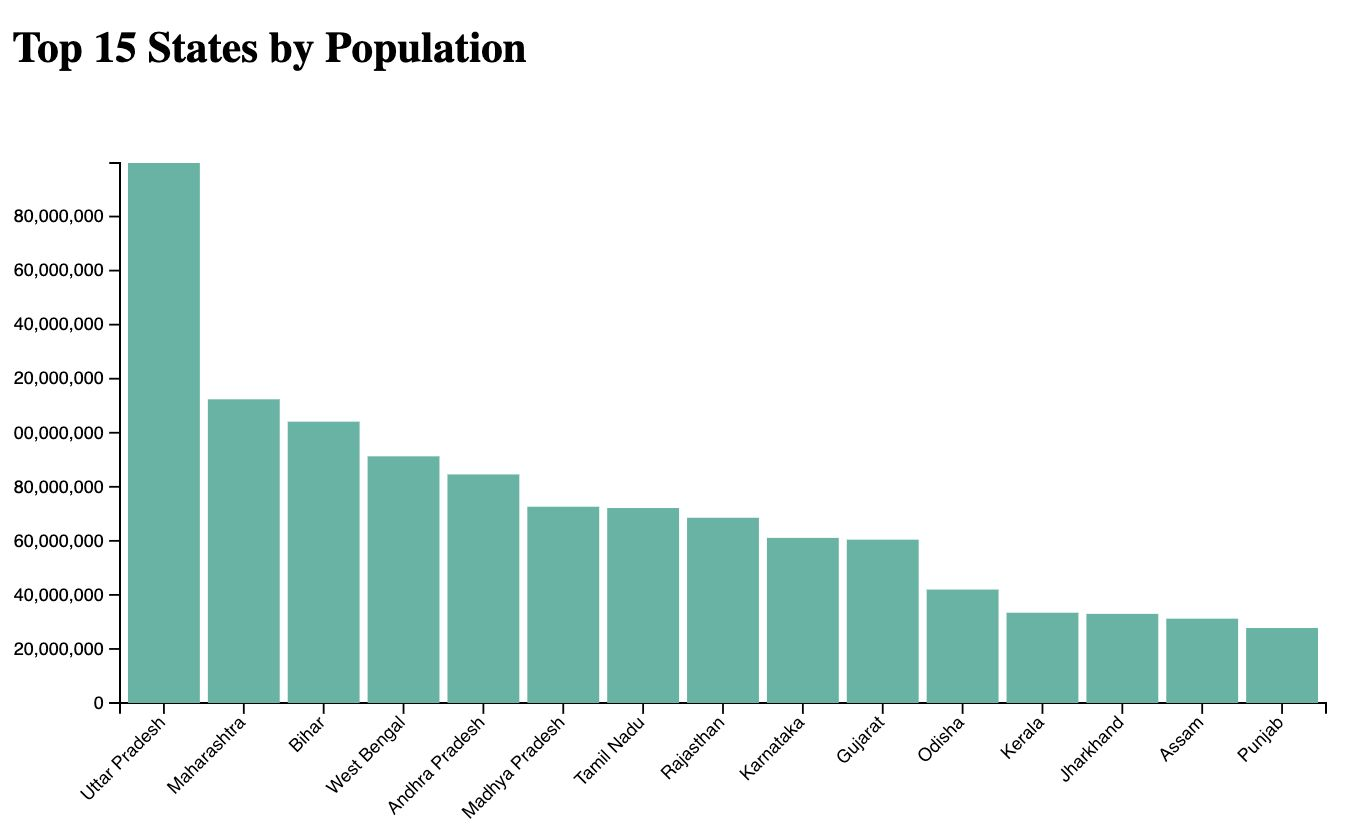 Top 15 States by Population
80,000,000
60,000,000
40,000,000
20,000,000
00,000,000
80,000,000
60,000,000
40,000,000
20,000,000
0
Uttar Pradesh
Maharashtra
Bihar
West Bengal
Andhra Pradesh
Madhya Pradesh
Tamil Nadu
Rajasthan
Karnataka
Gujarat
Odisha
Kerala
Jharkhand
Assam
Punjab